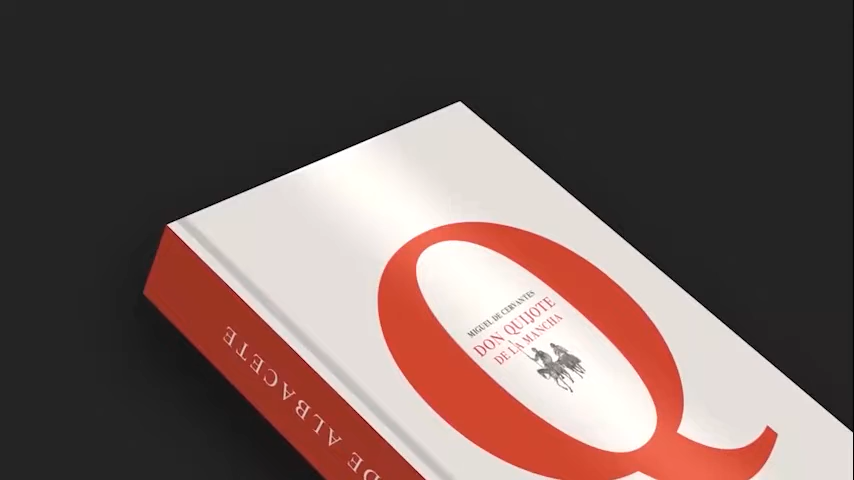 Q
MIGUEL DE CERVANTES
DON QUIJOTE
DE LA MANCHA
DE ALBACETE